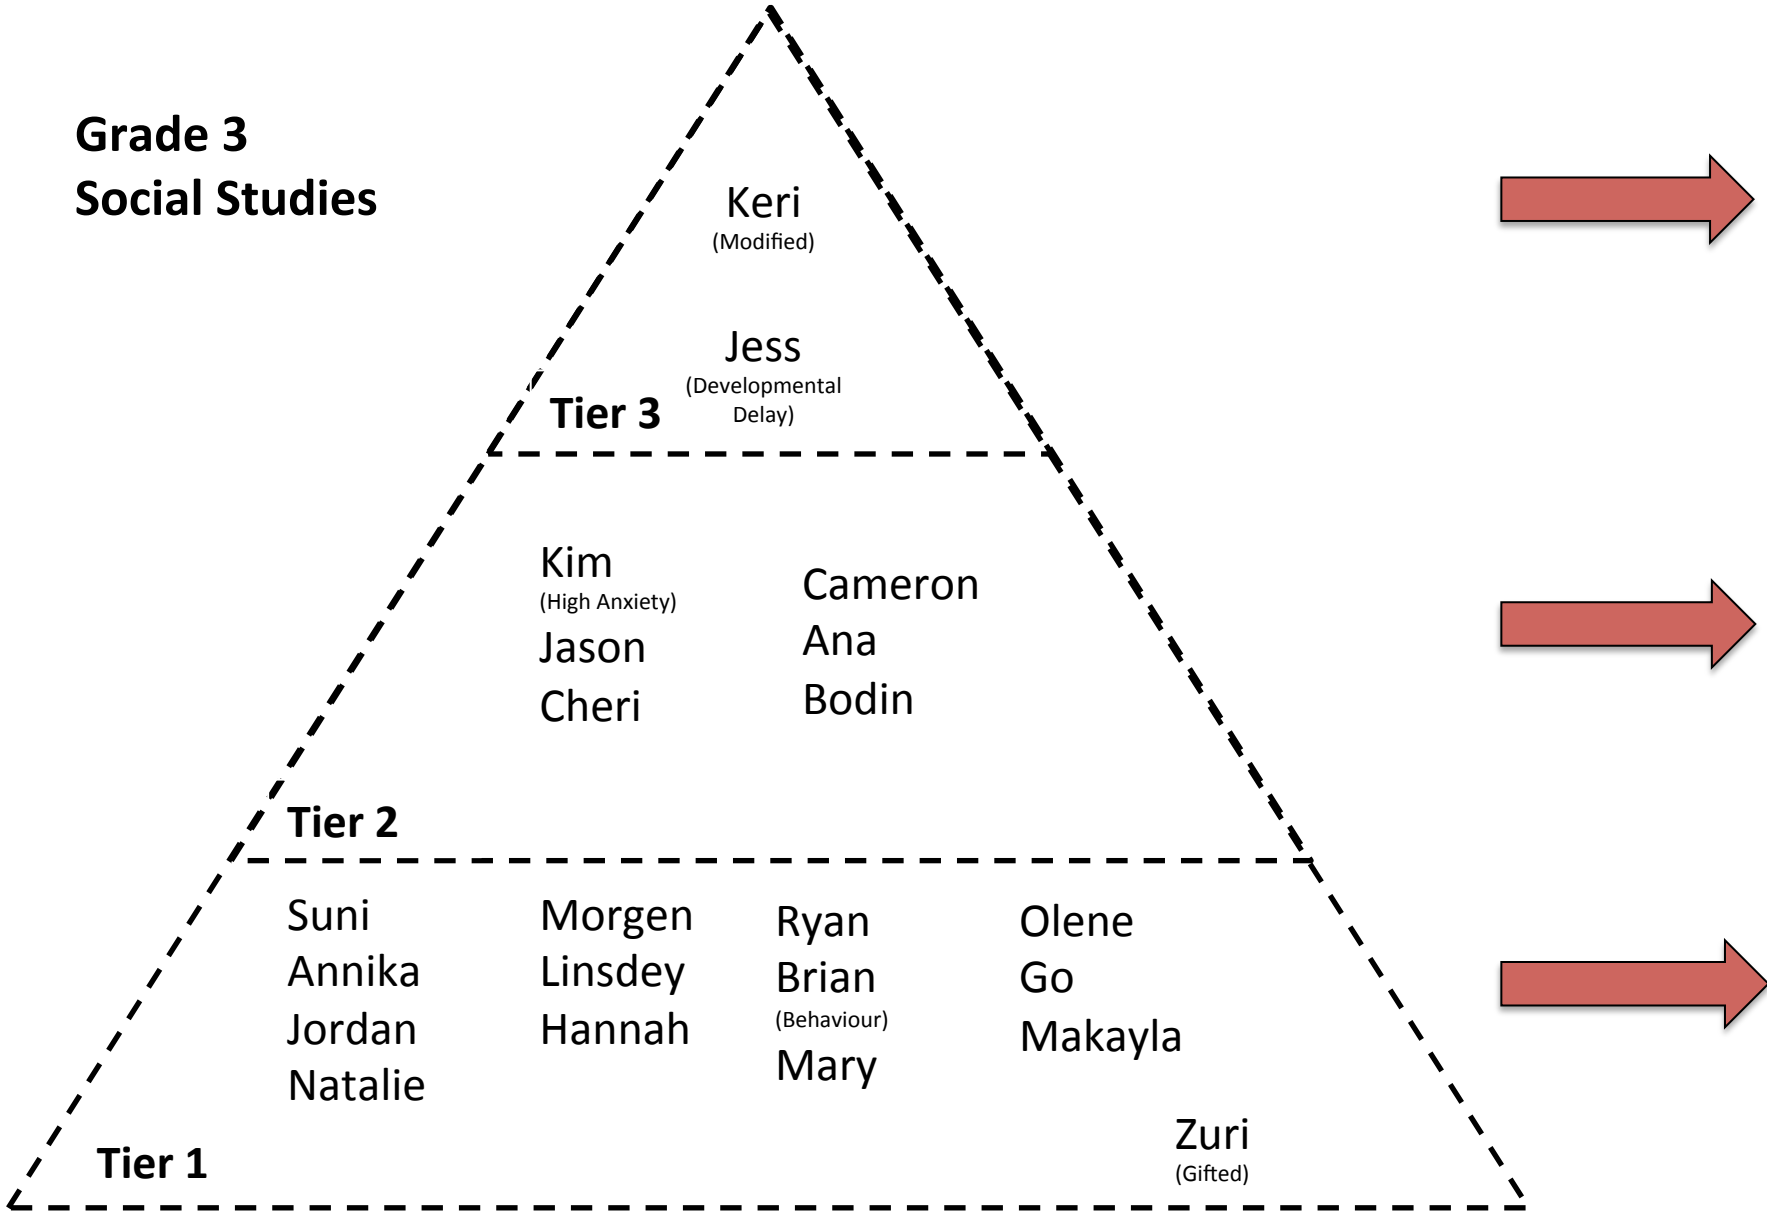 Grade 3
Social Studies
Keri
(Modified)
Jess
(Developmental
Delay)
Tier 3
Kim
(High Anxiety)
Jason
Cheri
Cameron
Ana
Bodin
Tier 2
Suni
Annika
Jordan
Natalie
Morgen
Linsdey
Hannah
Ryan
Brian
(Behaviour)
Mary
Olene
Go
Makayla
Zuri
(Gifted)
Tier 1